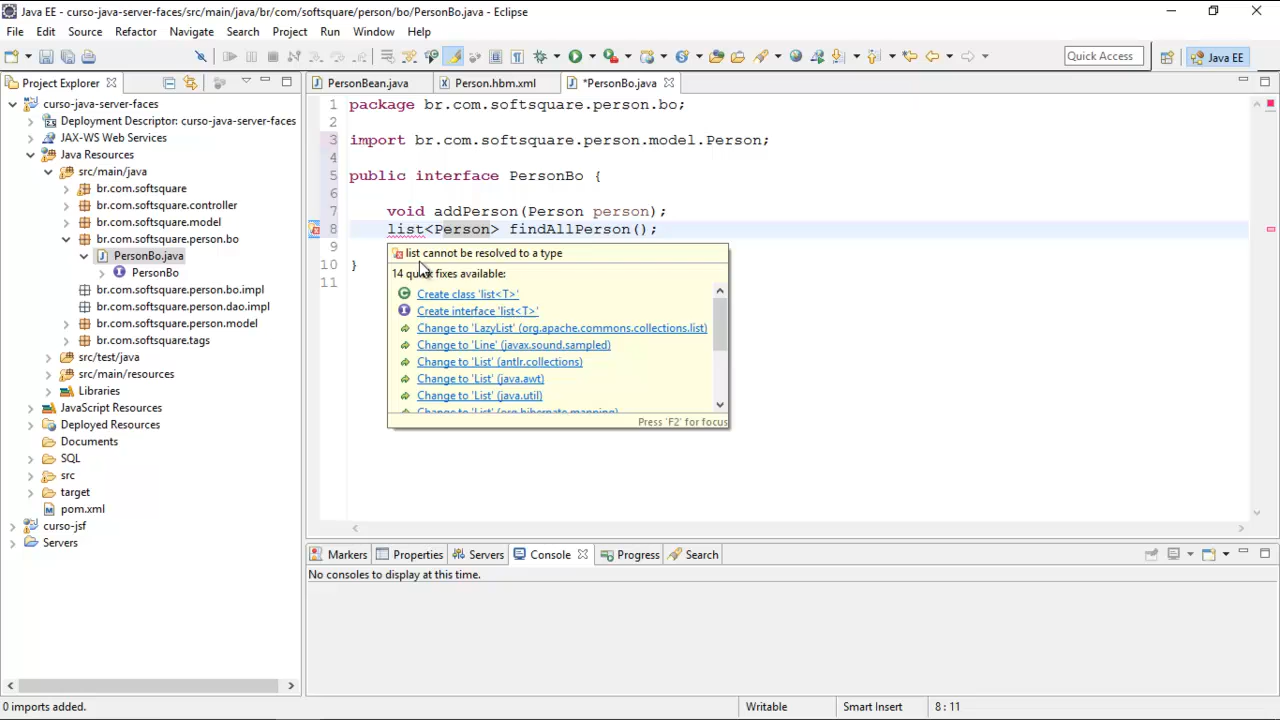 Java EE - curso-java-server-faces/src/main/java/br/com/softsquare/person/bo/PersonBo.java - Eclipse
File Edit Source Refactor Navigate Search Project Run Window Help
Quick Access
Java EE
Project Explorer
curso-java-server-faces
Deployment Descriptor: curso-java-server-faces
JAX-WS Web Services
Java Resources
src/main/java
br.com.softsquare
br.com.softsquare.controller
br.com.softsquare.model
br.com.softsquare.person.bo
PersonBo.java
PersonBo
br.com.softsquare.person.bo.impl
br.com.softsquare.person.dao.impl
br.com.softsquare.person.model
br.com.softsquare.tags
src/test/java
src/main/resources
Libraries
JavaScript Resources
Deployed Resources
Documents
SQL
src
target
pom.xml
curso-jsf
Servers
PersonBean.java Person.hbm.xml *PersonBo.java
1 package br.com.softsquare.person.bo;
2
3 import br.com.softsquare.person.model.Person;
4
5 public interface PersonBo {
6
7 void addPerson(Person person);
8 list<Person> findAllPerson();
9
10 }
11
list cannot be resolved to a type
14 quick fixes available:
Create class 'list<T>'
Create interface 'list<T>'
Change to 'LazyList' (org.apache.commons.collections.list)
Change to 'Line' (javax.sound.sampled)
Change to 'List' (antlr.collections)
Change to 'List' (java.awt)
Change to 'List' (java.util)
Change to 'List' (org.hibernate.mapping)
Press 'F2' for focus
Markers Properties Servers Console Progress Search
No consoles to display at this time.
0 imports added.
Writable
Smart Insert
8 : 11